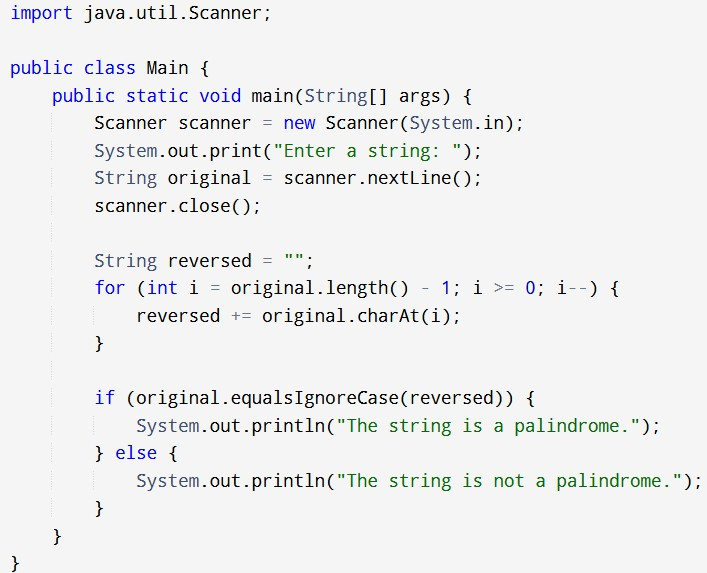 import java.util.Scanner;

public class Main {
    public static void main(String[] args) {
        Scanner scanner = new Scanner(System.in);
        System.out.print("Enter a string: ");
        String original = scanner.nextLine();
        scanner.close();

        String reversed = "";
        for (int i = original.length() - 1; i >= 0; i--) {
            reversed += original.charAt(i);
        }

        if (original.equalsIgnoreCase(reversed)) {
            System.out.println("The string is a palindrome.");
        } else {
            System.out.println("The string is not a palindrome.");
        }
    }
}